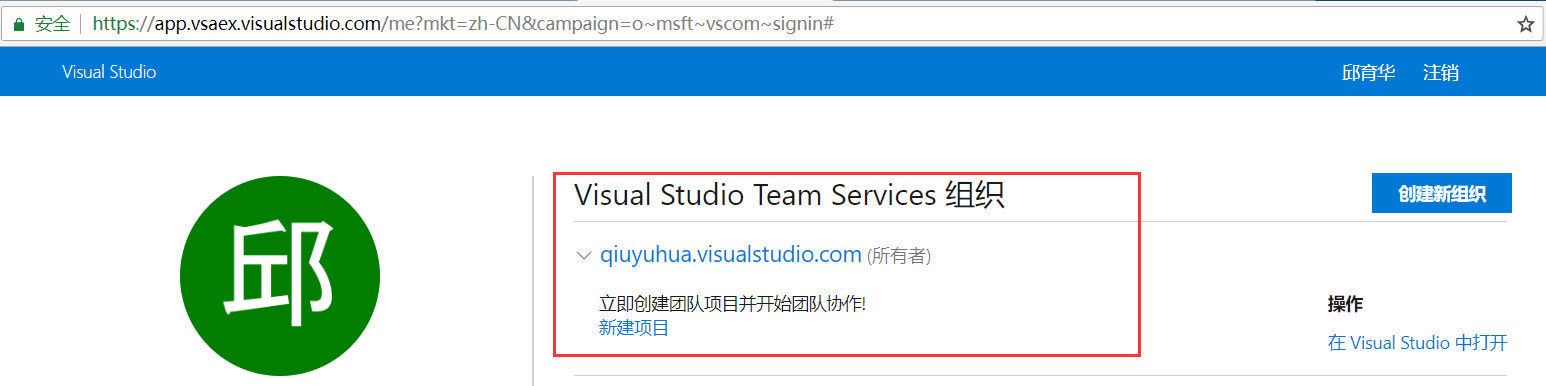 安全 https://app.vsaex.visualstudio.com/me?mkt=zh-CN&campaign=o~msft~vscom~signin#
Visual Studio 邱育华 注销
邱
Visual Studio Team Services 组织
创建新组织
qiuyuhua.visualstudio.com (所有者)
立即创建团队项目并开始团队协作!
新建项目
操作
在 Visual Studio 中打开